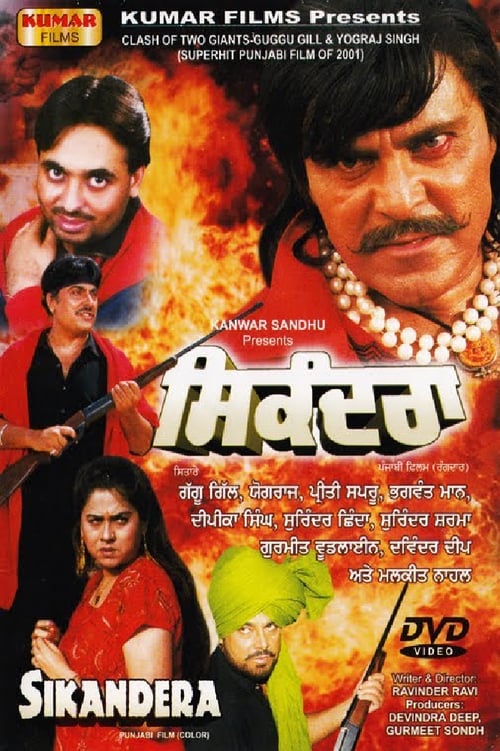 KUMAR
FILMS
KUMAR FILMS Presents
CLASH OF TWO GIANTS-GUGGU GILL & YOGRAJ SINGH
(SUPERHIT PUNJABI FILM OF 2001)
KANWAR SANDHU
Presents
ਸਿਕੰਦਰਾ
ਸਿਤਾਰੇ
ਪੰਜਾਬੀ ਫਿਲਮ (ਰੰਗਦਾਰ)
ਗੱਗੂ ਗਿੱਲ, ਯੋਗਰਾਜ, ਪ੍ਰੀਤੀ ਸਪਰੂ, ਭਗਵੰਤ ਮਾਨ,
ਦੀਪੀਕਾ ਸਿੰਘ, ਸੁਰਿੰਦਰ ਛਿੰਦਾ, ਸੁਰਿੰਦਰ ਸ਼ਰਮਾ
ਗੁਰਮੀਤ ਵੂਡਲਾਈਨ, ਦਵਿੰਦਰ ਦੀਪ
ਅਤੇ ਮਲਕੀਤ ਨਾਹਲ
DVD
VIDEO
Writer & Director:
RAVINDER RAVI
Producers:
DEVINDRA DEEP,
GURMEET SONDH
SIKANDERA
PUNJABI FILM (COLOR)